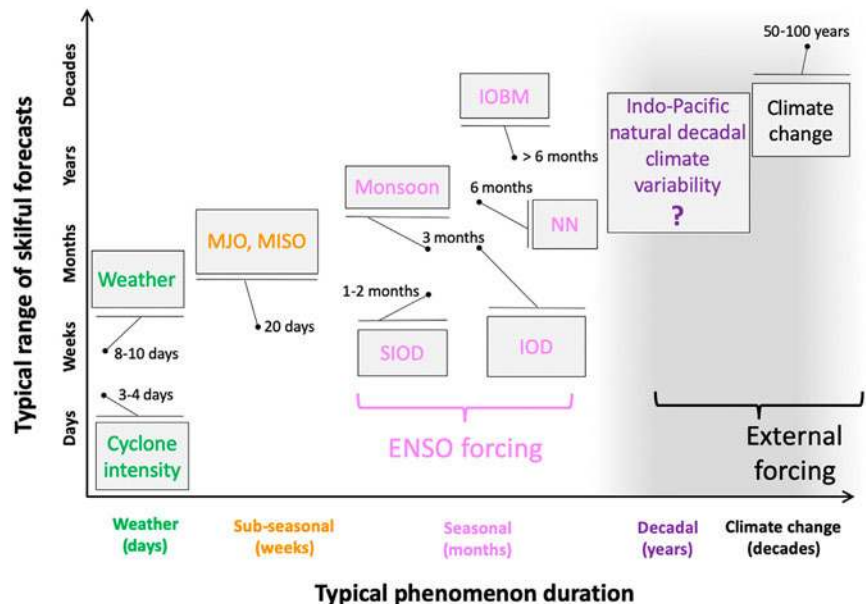 Typical range of skilful forecasts
Decades
Years
Months
Weeks
Days
50-100 years
IOBM
Indo-Pacific
natural decadal
climate
variability
?
Climate
change
> 6 months
Monsoon
6 months
NN
MJO, MISO
3 months
Weather
1-2 months
20 days
8-10 days
SIOD
IOD
3-4 days
Cyclone
intensity
ENSO forcing
External
forcing
Weather
(days)
Sub-seasonal
(weeks)
Seasonal
(months)
Decadal
(years)
Climate change
(decades)
Typical phenomenon duration